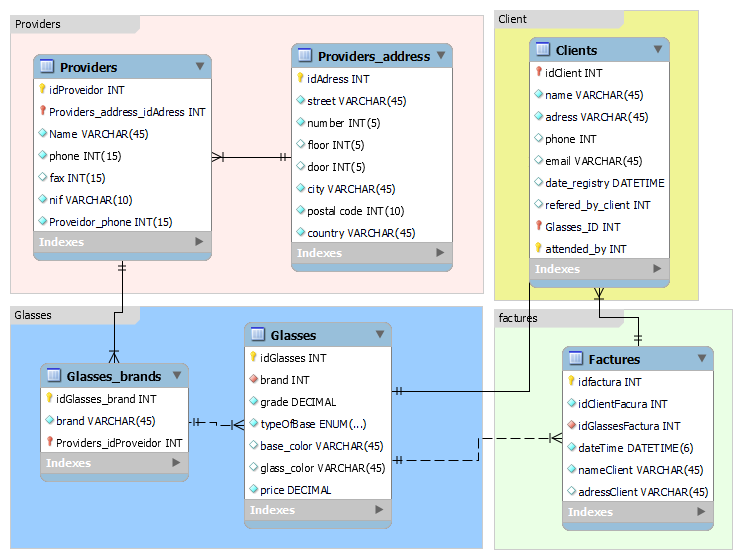 Providers
Providers
idProveidor INT
Providers_address_idAdress INT
Name VARCHAR(45)
phone INT(15)
fax INT(15)
nif VARCHAR(10)
Proveidor_phone INT(15)
Indexes
Providers_address
idAdress INT
street VARCHAR(45)
number INT(5)
floor INT(5)
door INT(5)
city VARCHAR(45)
postal code INT(10)
country VARCHAR(45)
Indexes
Client
Clients
idClient INT
name VARCHAR(45)
adress VARCHAR(45)
phone INT
email VARCHAR(45)
date_registry DATETIME
refered_by_client INT
Glasses_ID INT
attended_by INT
Indexes
Glasses
Glasses_brands
idGlasses_brand INT
brand VARCHAR(45)
Providers_idProveidor INT
Indexes
Glasses
idGlasses INT
brand INT
grade DECIMAL
typeOfBase ENUM(...)
base_color VARCHAR(45)
glass_color VARCHAR(45)
price DECIMAL
Indexes
factures
Factures
idfactura INT
idClientFacura INT
idGlassesFactura INT
dateTime DATETIME(6)
nameClient VARCHAR(45)
adressClient VARCHAR(45)
Indexes